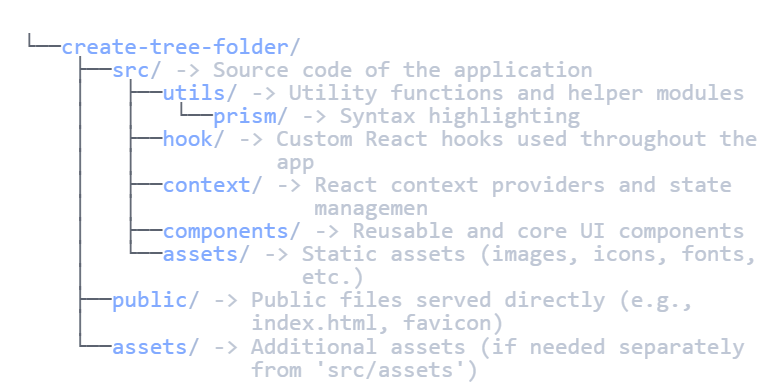 └──create-tree-folder/
    ├──src/ -> Source code of the application
    │   ├──utils/ -> Utility functions and helper modules
    │   │   └──prism/ -> Syntax highlighting
    │   ├──hook/ -> Custom React hooks used throughout the
    │   │            app
    │   ├──context/ -> React context providers and state
    │   │               managemen
    │   ├──components/ -> Reusable and core UI components
    │   └──assets/ -> Static assets (images, icons, fonts,
    │                  etc.)
    ├──public/ -> Public files served directly (e.g.,
    │              index.html, favicon)
    └──assets/ -> Additional assets (if needed separately
                   from 'src/assets')